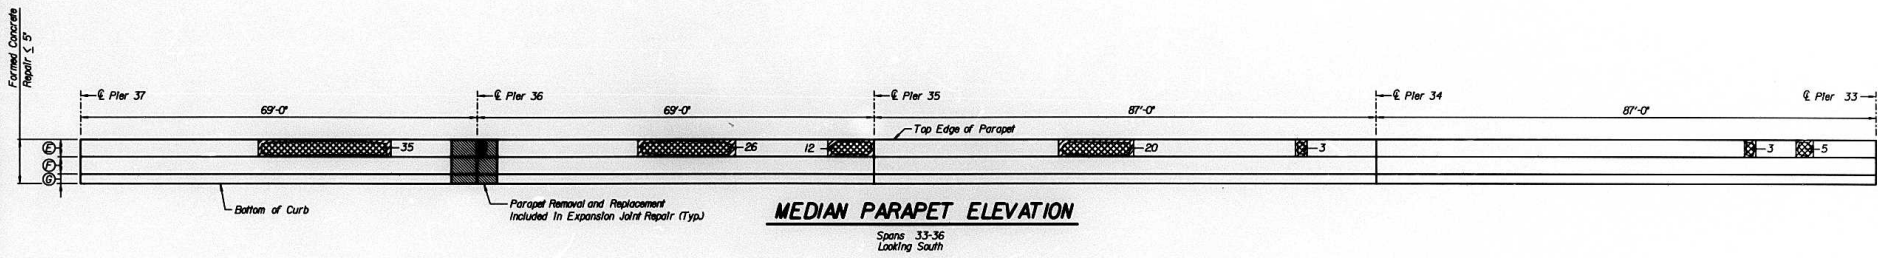 Formed Concrete
Repair ≤ 5"
℄ Pier 37
℄ Pier 36
℄ Pier 35
℄ Pier 34
℄ Pier 33
69'-0"
69'-0"
87'-0"
87'-0"
Top Edge of Parapet
E
F
G
35
26
12
20
3
3
5
Bottom of Curb
Parapet Removal and Replacement
Included In Expansion Joint Repair (Typ.)
MEDIAN PARAPET ELEVATION
Spans 33-36
Looking South